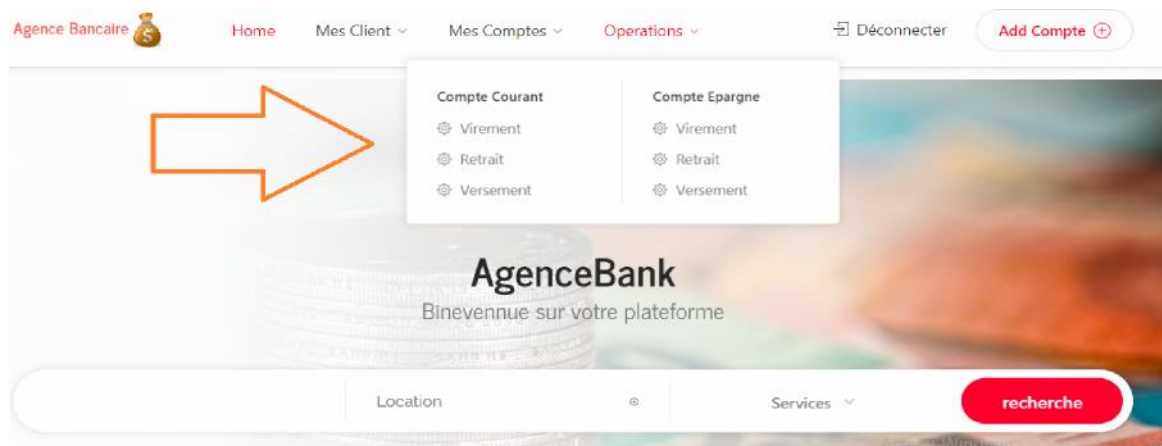 Agence Bancaire Home Mes Client Mes Comptes Operations Déconnecter Add Compte
Compte Courant Compte Epargne
Virement Virement
Retrait Retrait
Versement Versement
AgenceBank
Binevennue sur votre plateforme
Location Services recherche